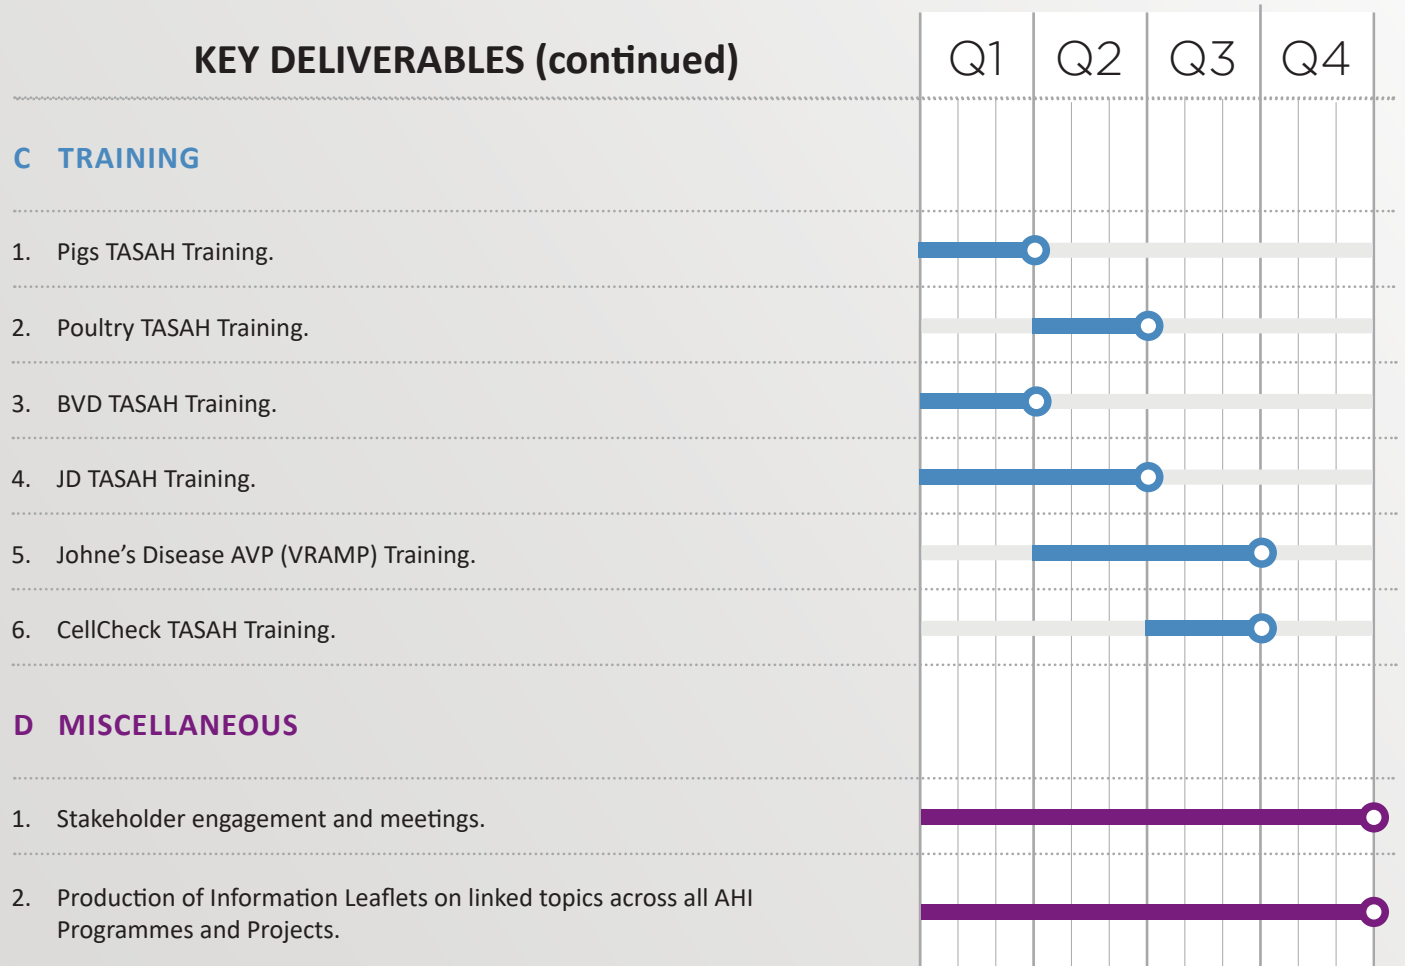 KEY DELIVERABLES (continued) Q1 Q2 Q3 Q4
C TRAINING
1. Pigs TASAH Training.
2. Poultry TASAH Training.
3. BVD TASAH Training.
4. JD TASAH Training.
5. Johne’s Disease AVP (VRAMP) Training.
6. CellCheck TASAH Training.
D MISCELLANEOUS
1. Stakeholder engagement and meetings.
2. Production of Information Leaflets on linked topics across all AHI
Programmes and Projects.